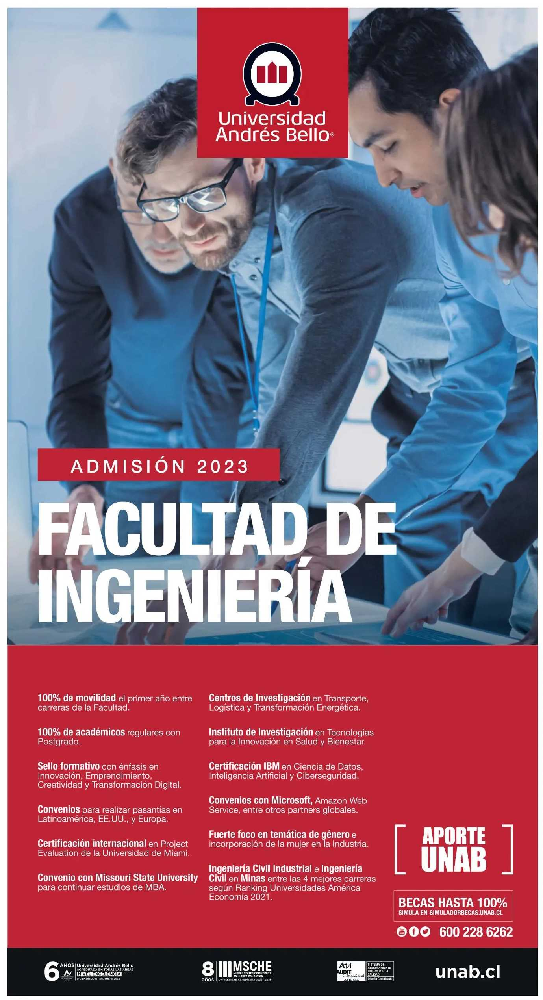 Universidad
Andrés Bello®
ADMISIÓN 2023
FACULTAD DE
INGENIERÍA
100% de movilidad el primer año entre
carreras de la Facultad.
100% de académicos regulares con
Postgrado.
Sello formativo con énfasis en
Innovación, Emprendimiento,
Creatividad y Transformación Digital.
Convenios para realizar pasantías en
Latinoamérica, EE.UU., y Europa.
Certificación internacional en Project
Evaluation de la Universidad de Miami.
Convenio con Missouri State University
para continuar estudios de MBA.
Centros de Investigación en Transporte,
Logística y Transformación Energética.
Instituto de Investigación en Tecnologías
para la Innovación en Salud y Bienestar.
Certificación IBM en Ciencia de Datos,
Inteligencia Artificial y Ciberseguridad.
Convenios con Microsoft, Amazon Web
Service, entre otros partners globales.
Fuerte foco en temática de género e
incorporación de la mujer en la Industria.
Ingeniería Civil Industrial e Ingeniería
Civil en Minas entre las 4 mejores carreras
según Ranking Universidades América
Economía 2021.
APORTE
UNAB
BECAS HASTA 100%
SIMULA EN SIMULADORBECAS.UNAB.CL
You Tube
600 228 6262
6 AÑOS
Universidad Andrés Bello
ACREDITADA EN TODAS LAS ÁREAS
NIVEL EXCELENCIA
DICIEMBRE 2022 - DICIEMBRE 2028
8 años
MSCHE
MIDDLE STATES COMMISSION
ON HIGHER EDUCATION
UNIVERSIDAD ACREDITADA 2020 - 2028
AUDIT
internacional
ANECA
SISTEMA DE
ASEGURAMIENTO
INTERNO DE LA
CALIDAD
Diseño Certificado
unab.cl